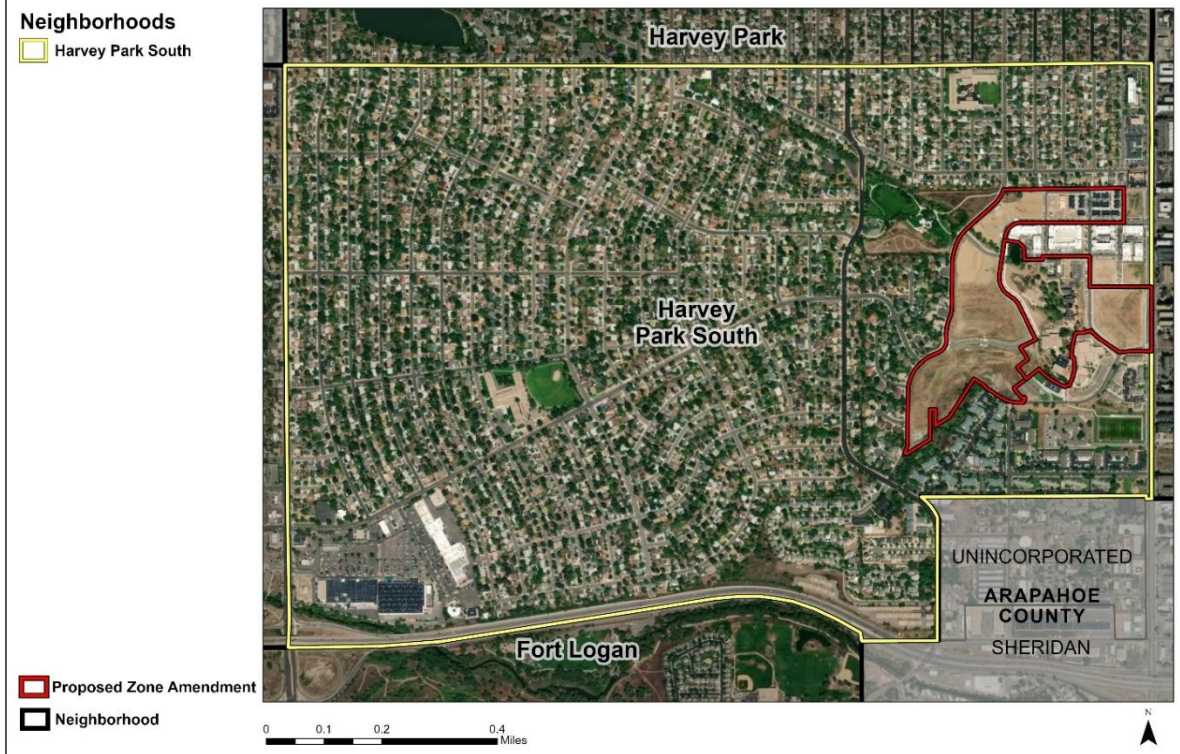 Neighborhoods
Harvey Park South
Harvey Park
Harvey
Park South
UNINCORPORATED
ARAPAHOE
COUNTY
SHERIDAN
Fort Logan
Proposed Zone Amendment
Neighborhood
0 0.1 0.2 0.4
Miles
N